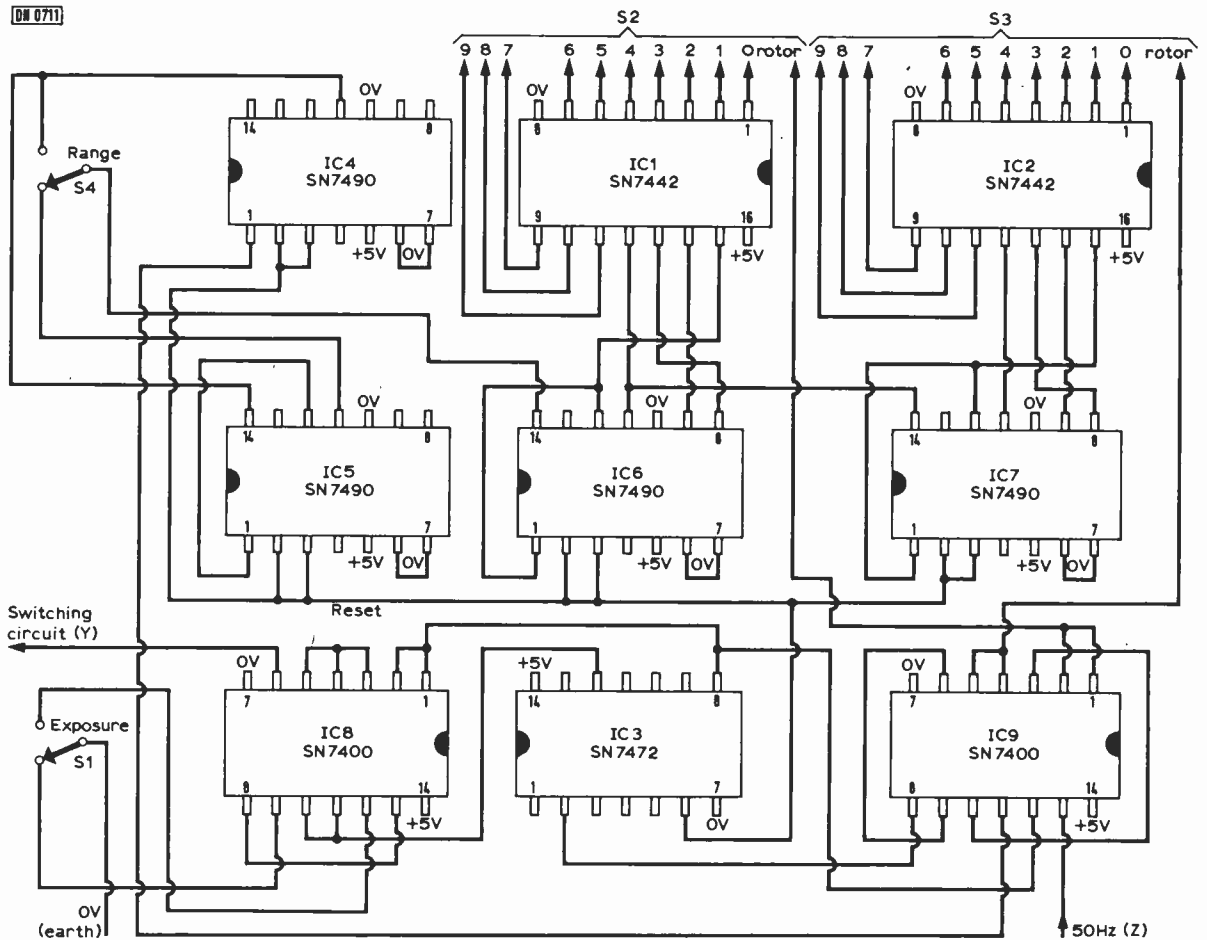 DN 0711
S2
S3
9 8 7 6 5 4 3 2 1 0 rotor
9 8 7 6 5 4 3 2 1 0 rotor
0V
14 8
IC4
SN7490
1 7
+5V 0V
Range
S4
0V
8 1
IC1
SN7442
9 16
+5V
0V
8 1
IC2
SN7442
9 16
+5V
0V
14 8
IC5
SN7490
1 7
+5V 0V
0V
14 8
IC6
SN7490
1 7
+5V 0V
0V
14 8
IC7
SN7490
1 7
+5V 0V
Reset
Switching
circuit (Y)
Exposure
S1
0V
(earth)
0V
7 1
IC8
SN7400
8 14
+5V
+5V
14 8
IC3
SN7472
1 7
0V
0V
7 1
IC9
SN7400
8 14
+5V
50Hz (Z)